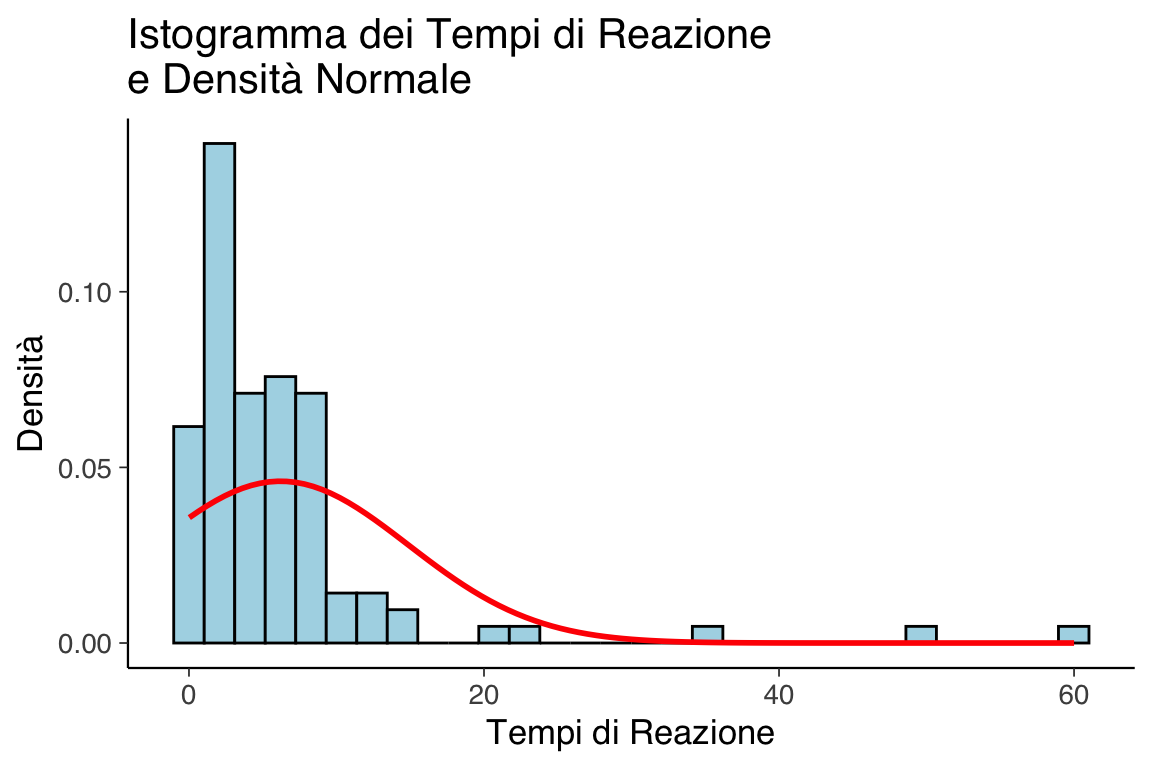 Istogramma dei Tempi di Reazione
e Densità Normale
Densità
0.10
0.05
0.00
0
20
40
60
Tempi di Reazione